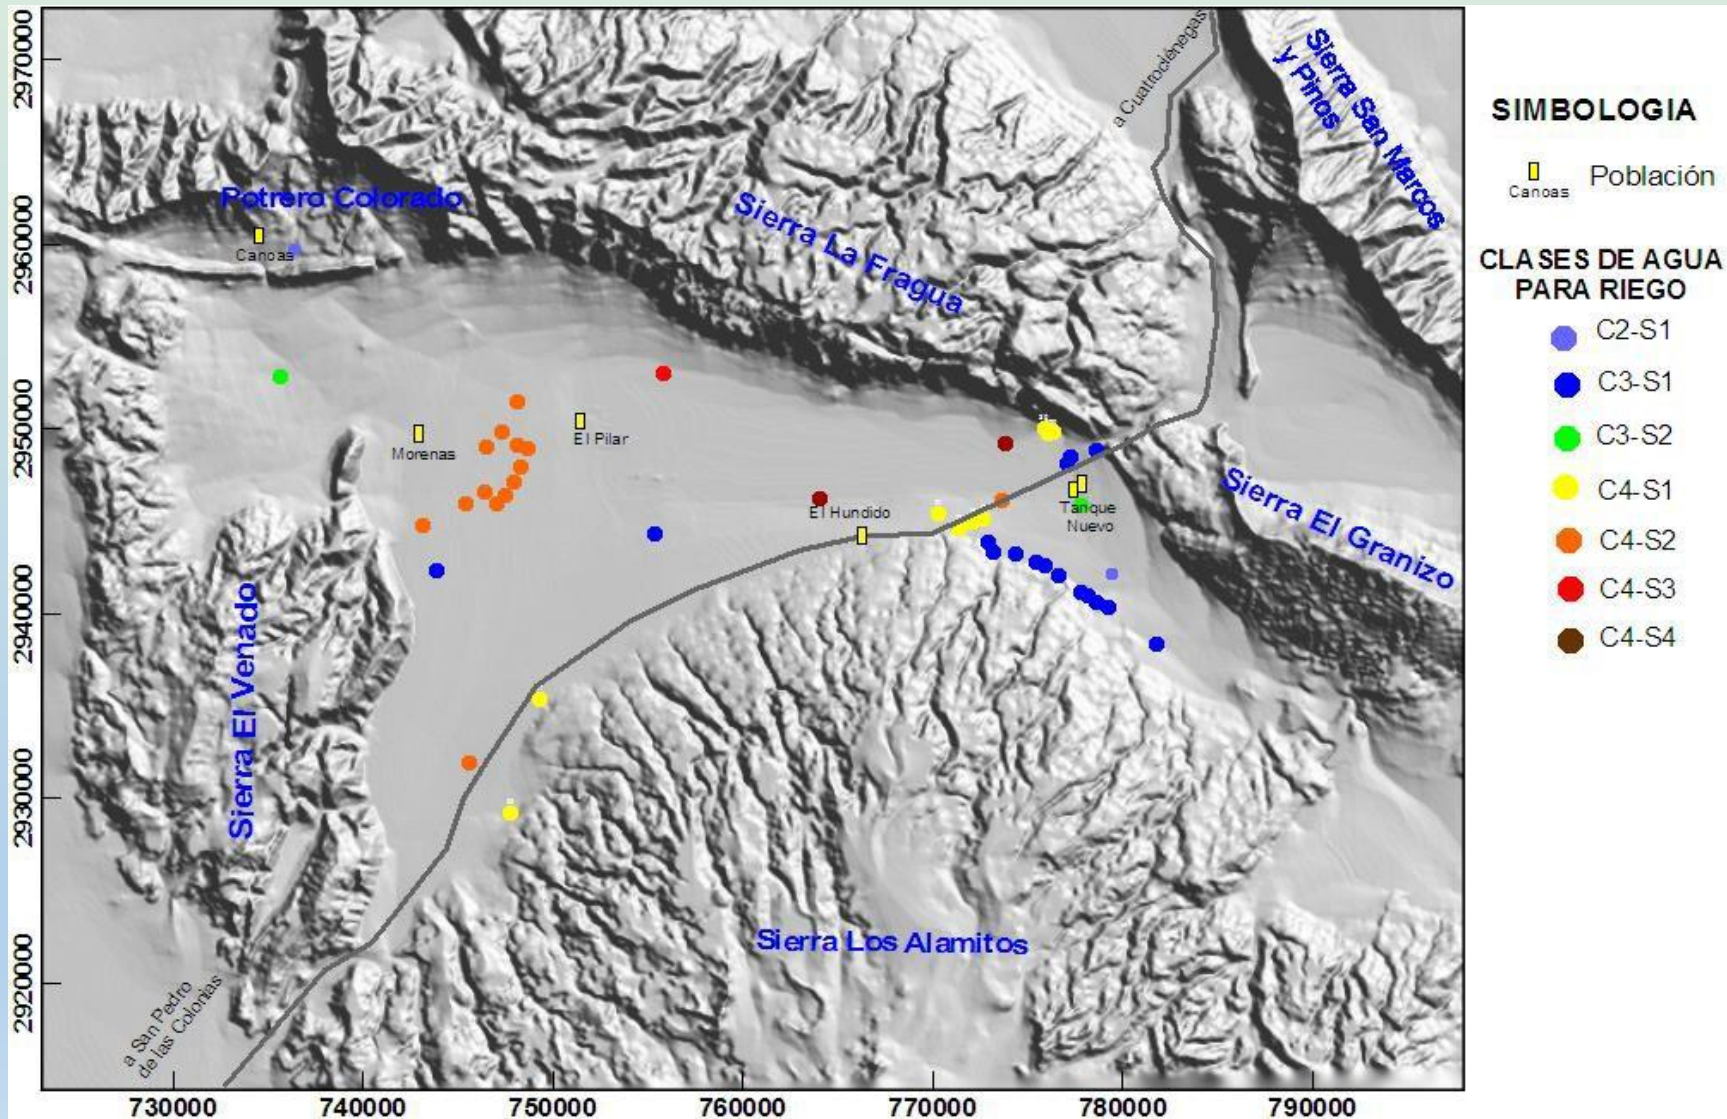 2970000
2960000
2950000
2940000
2930000
2920000
730000
740000
750000
760000
770000
780000
790000
a Cuatrociénegas
Sierra San Marcos
y Pinos
Potrero Colorado
Canoas
Sierra La Fragua
Morenas
El Pilar
El Hundido
Tanque
Nuevo
Sierra El Granizo
Sierra El Venado
Sierra Los Alamitos
a San Pedro
de las Colonias
SIMBOLOGIA
Canoas
Población
CLASES DE AGUA
PARA RIEGO
C2-S1
C3-S1
C3-S2
C4-S1
C4-S2
C4-S3
C4-S4